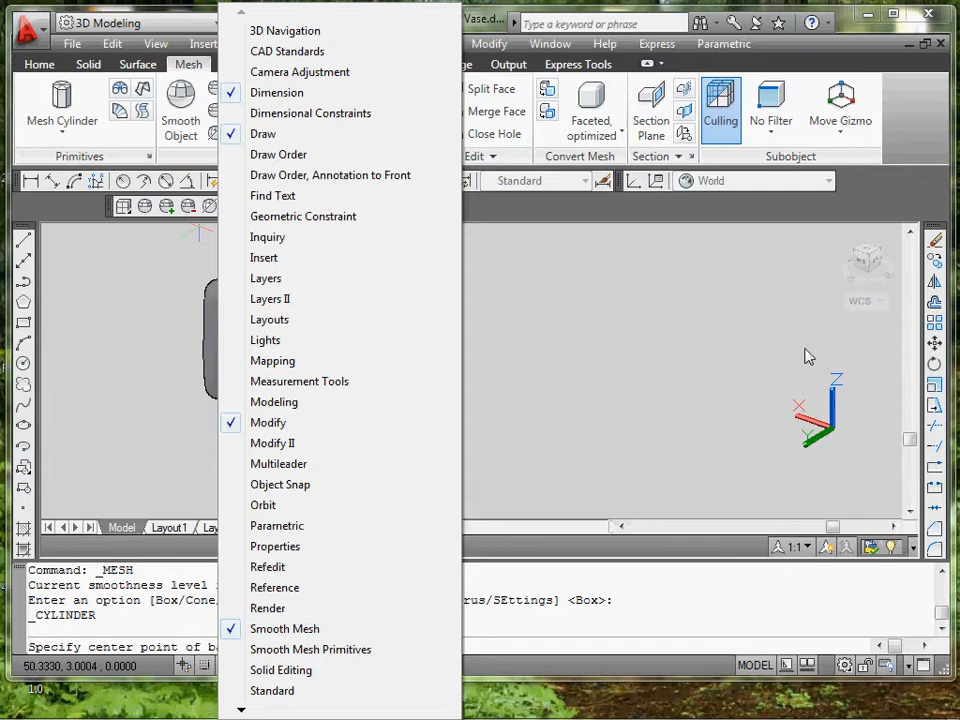 3D Modeling
Vase.d...
Type a keyword or phrase
File
Edit
View
Insert
Modify
Window
Help
Express
Parametric
Home
Solid
Surface
Mesh
Output
Express Tools
Mesh Cylinder
Smooth
Object
Primitives
Split Face
Merge Face
Close Hole
Edit
Faceted,
optimized
Convert Mesh
Section
Plane
Section
Culling
No Filter
Move Gizmo
Subobject
Standard
World
3D Navigation
CAD Standards
Camera Adjustment
Dimension
Dimensional Constraints
Draw
Draw Order
Draw Order, Annotation to Front
Find Text
Geometric Constraint
Inquiry
Insert
Layers
Layers II
Layouts
Lights
Mapping
Measurement Tools
Modeling
Modify
Modify II
Multileader
Object Snap
Orbit
Parametric
Properties
Refedit
Reference
Render
Smooth Mesh
Smooth Mesh Primitives
Solid Editing
Standard
WCS
Z
X
Y
Model
Layout1
Lay
1:1
Command: _MESH
Current smoothness level
Enter an option [Box/Cone/ orus/SEttings] <Box>:
_CYLINDER
Specify center point of ba
50.3330, 3.0004, 0.0000
MODEL
1.0